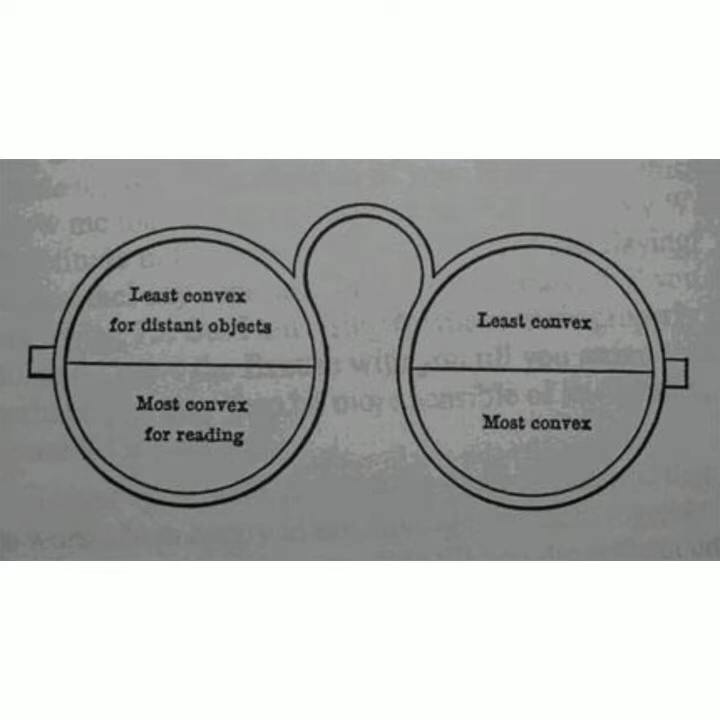 Least convex
for distant objects
Most convex
for reading
Least convex
Most convex